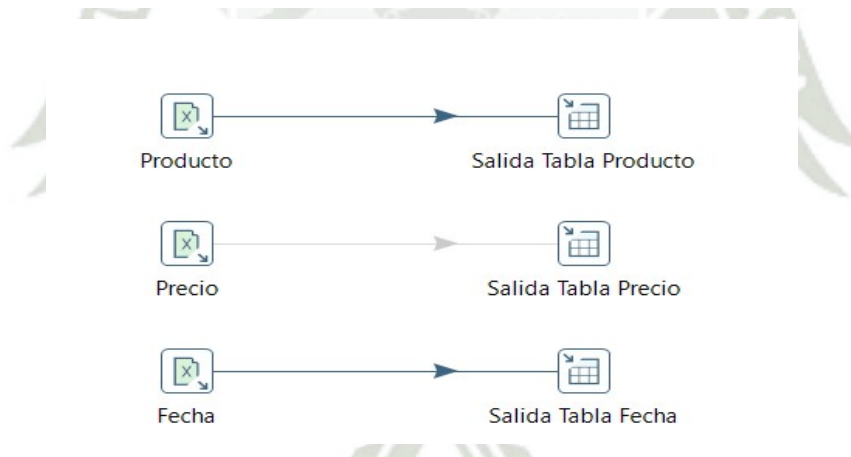 Producto
Salida Tabla Producto
Precio
Salida Tabla Precio
Fecha
Salida Tabla Fecha